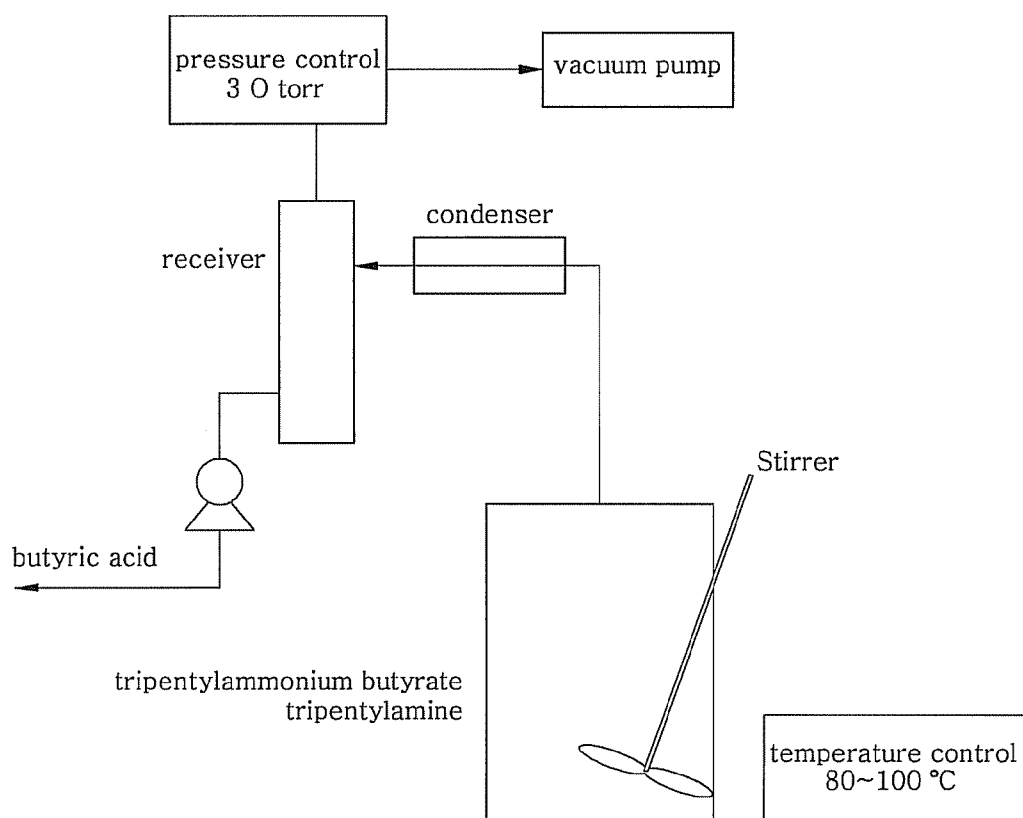 pressure control
3 O torr
vacuum pump
condenser
receiver
Stirrer
butyric acid
tripentylammonium butyrate
tripentylamine
temperature control
80~100 ℃